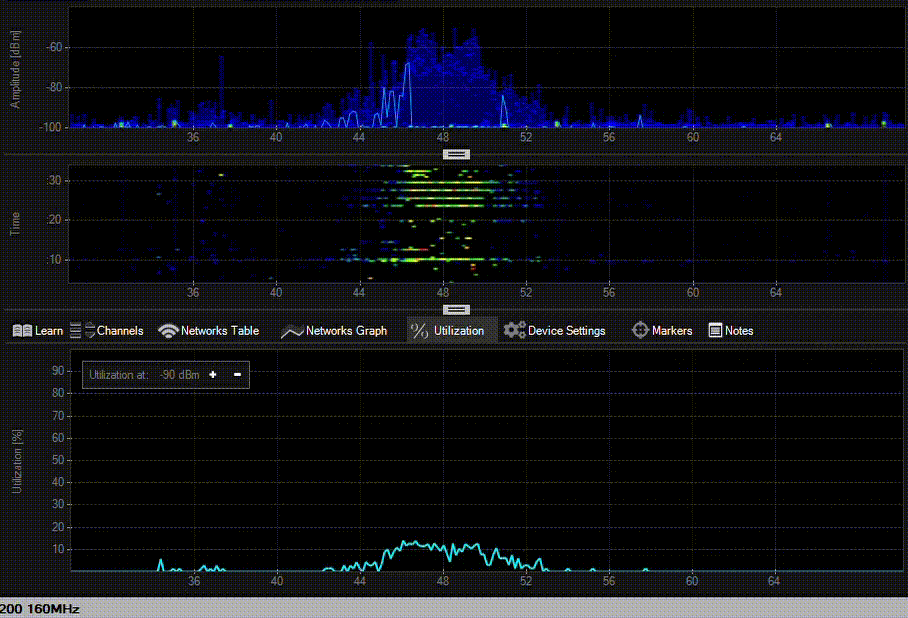 Amplitude [dBm]
-60
-80
-100
36 40 44 48 52 56 60 64
Time
:30
:20
:10
36 40 44 48 52 56 60 64
Learn Channels Networks Table Networks Graph Utilization Device Settings Markers Notes
Utilization at: -90 dBm + -
Utilization [%]
90
80
70
60
50
40
30
20
10
36 40 44 48 52 56 60 64
200 160MHz